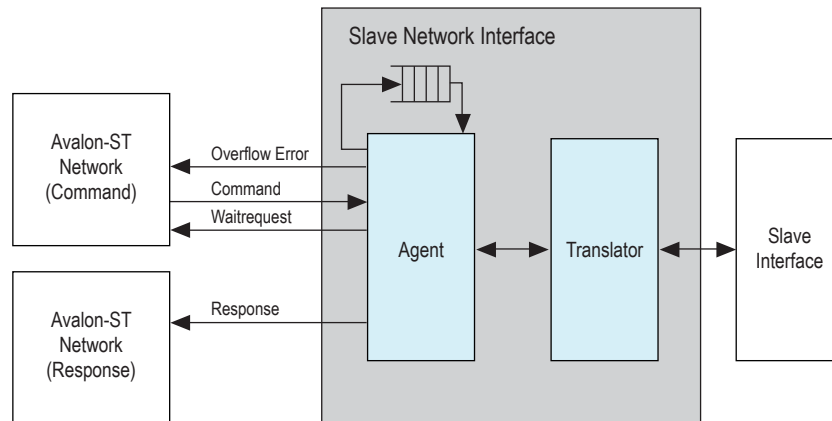 Slave Network Interface
Avalon-ST
Network
(Command)
Overflow Error
Command
Waitrequest
Agent
Translator
Slave
Interface
Avalon-ST
Network
(Response)
Response